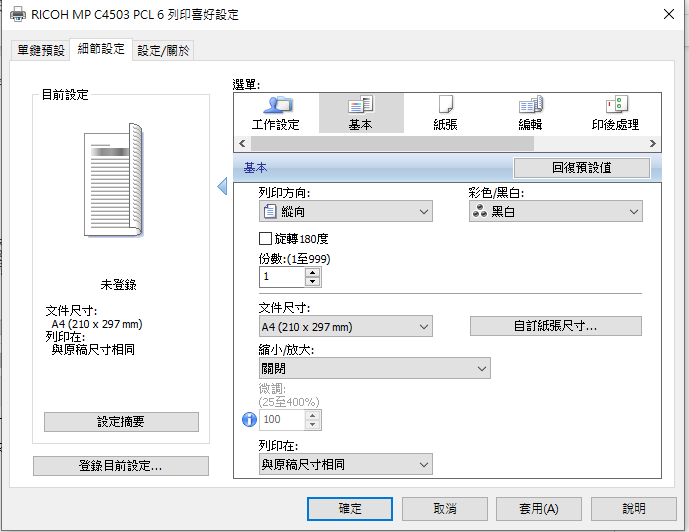 RICOH MP C4503 PCL 6 列印喜好設定
單鍵預設 細節設定 設定/關於
目前設定
未登錄
文件尺寸:
A4 (210 x 297 mm)
列印在:
與原稿尺寸相同
設定摘要
登錄目前設定...
選單:
工作設定 基本 紙張 編輯 印後處理
基本
回復預設值
列印方向:
縱向
彩色/黑白:
黑白
旋轉180度
份數:(1至999)
1
文件尺寸:
A4 (210 x 297 mm)
自訂紙張尺寸...
縮小/放大:
關閉
微調:
(25至400%)
100
列印在:
與原稿尺寸相同
確定 取消 套用(A) 說明